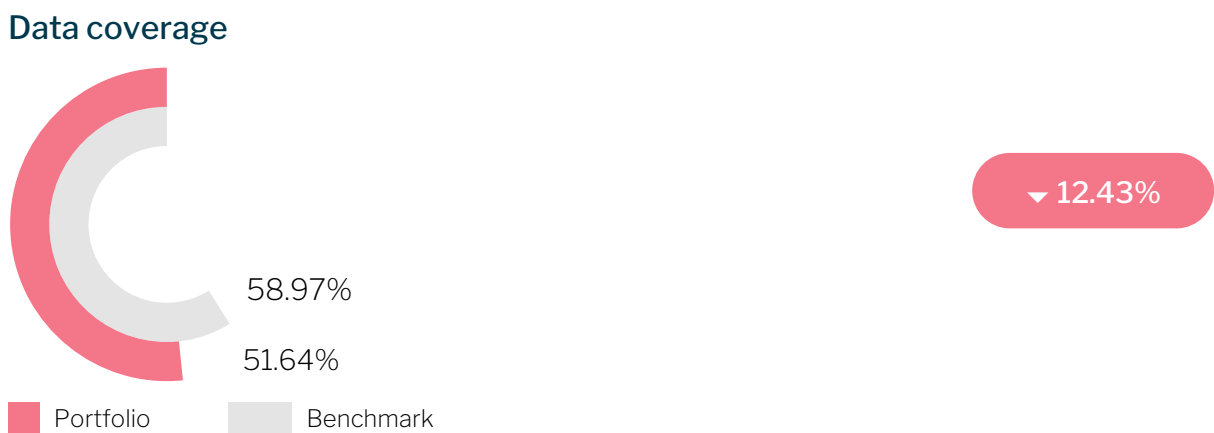 Data coverage
12.43%
58.97%
51.64%
Portfolio
Benchmark